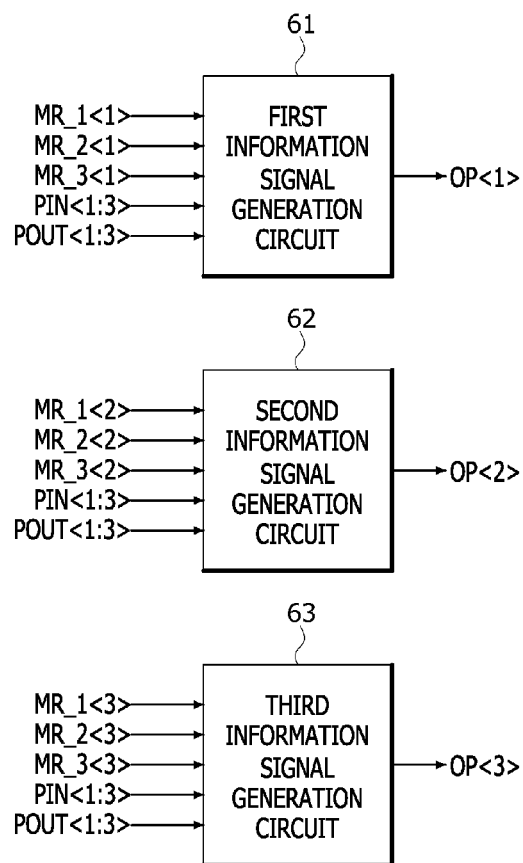 61
MR_1<1>
MR_2<1>
MR_3<1>
PIN<1:3>
POUT<1:3>
FIRST
INFORMATION
SIGNAL
GENERATION
CIRCUIT
OP<1>
62
MR_1<2>
MR_2<2>
MR_3<2>
PIN<1:3>
POUT<1:3>
SECOND
INFORMATION
SIGNAL
GENERATION
CIRCUIT
OP<2>
63
MR_1<3>
MR_2<3>
MR_3<3>
PIN<1:3>
POUT<1:3>
THIRD
INFORMATION
SIGNAL
GENERATION
CIRCUIT
OP<3>